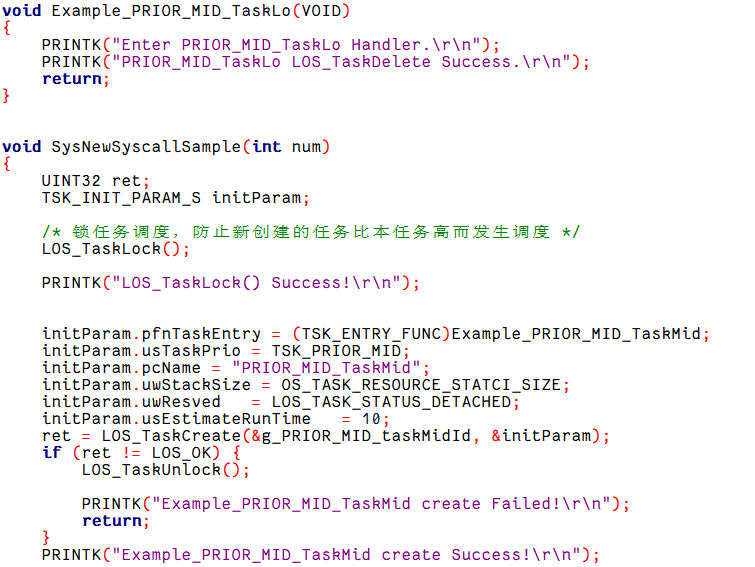 void Example_PRIOR_MID_TaskLo(VOID)
{
    PRINTK("Enter PRIOR_MID_TaskLo Handler.\r\n");
    PRINTK("PRIOR_MID_TaskLo LOS_TaskDelete Success.\r\n");
    return;
}
void SysNewSyscallSample(int num)
{
    UINT32 ret;
    TSK_INIT_PARAM_S initParam;
    /* 锁任务调度，防止新创建的任务比本任务高而发生调度 */
    LOS_TaskLock();
    PRINTK("LOS_TaskLock() Success!\r\n");
    initParam.pfnTaskEntry = (TSK_ENTRY_FUNC)Example_PRIOR_MID_TaskMid;
    initParam.usTaskPrio = TSK_PRIOR_MID;
    initParam.pcName = "PRIOR_MID_TaskMid";
    initParam.uwStackSize = OS_TASK_RESOURCE_STATCI_SIZE;
    initParam.uwResved   = LOS_TASK_STATUS_DETACHED;
    initParam.usEstimateRunTime   = 10;
    ret = LOS_TaskCreate(&g_PRIOR_MID_taskMidId, &initParam);
    if (ret != LOS_OK) {
        LOS_TaskUnlock();
        PRINTK("Example_PRIOR_MID_TaskMid create Failed!\r\n");
        return;
    }
    PRINTK("Example_PRIOR_MID_TaskMid create Success!\r\n");